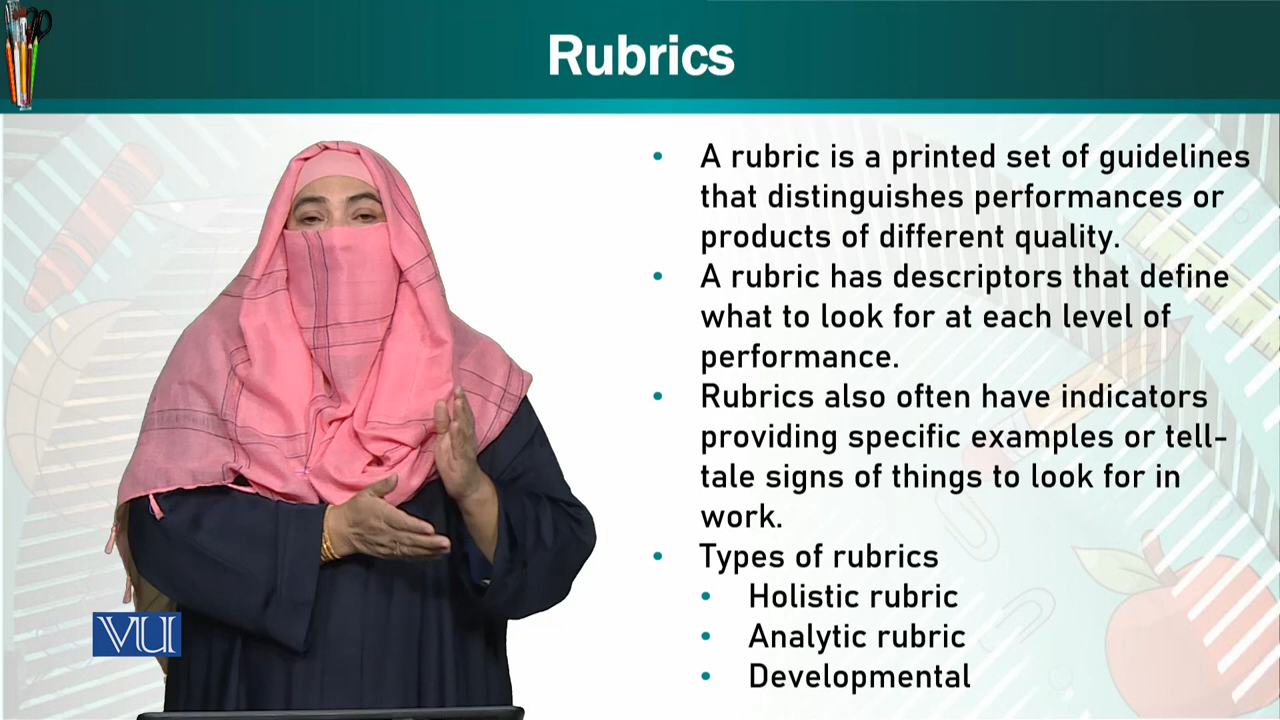 Rubrics
A rubric is a printed set of guidelines
that distinguishes performances or
products of different quality.
A rubric has descriptors that define
what to look for at each level of
performance.
Rubrics also often have indicators
providing specific examples or tell-
tale signs of things to look for in
work.
Types of rubrics
Holistic rubric
Analytic rubric
Developmental
VU